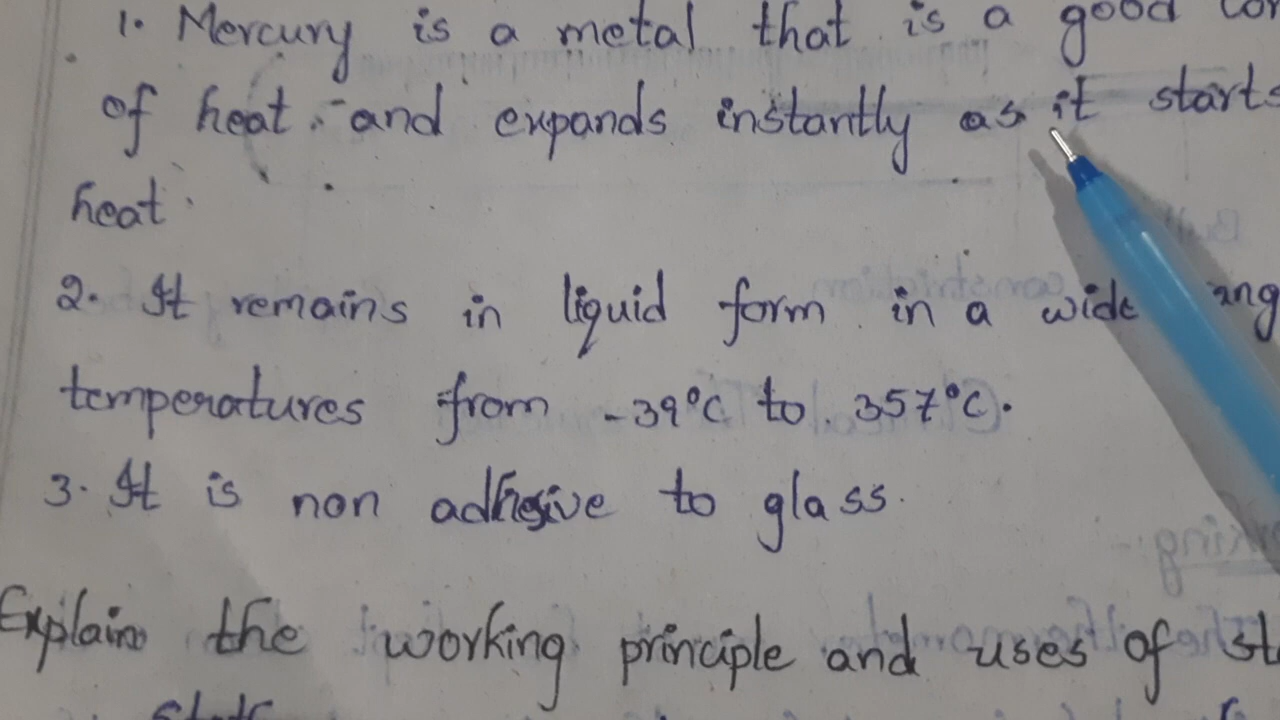 1. Mercury is a metal that is a good
of heat. and expands instantly as it starts
heat.
2. It remains in liquid form in a wide
temperatures from -39°C to 357°C.
3. It is non adhesive to glass.
Explain the working principle and uses of